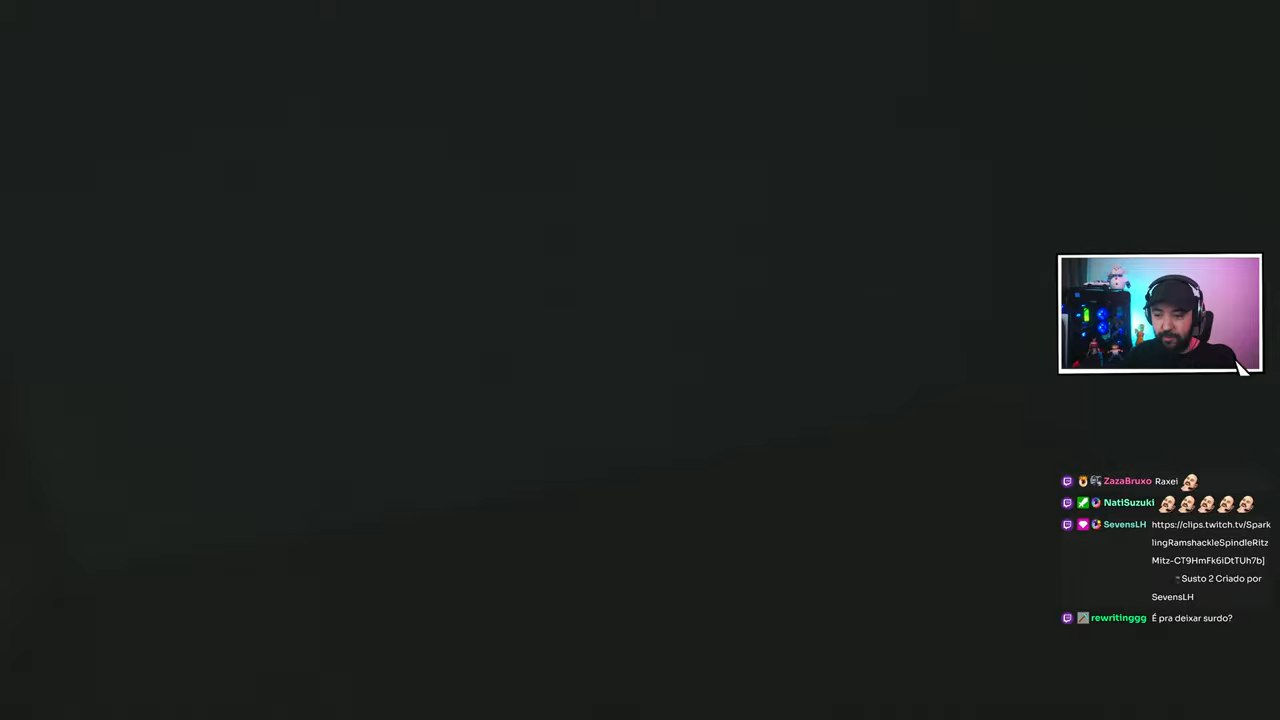 ZazaBruxo Raxei
NatiSuzuki
SevensLH https://clips.twitch.tv/Spark
lingRamshackleSpindleRitz
Mitz-CT9HmFk6iDtTUh7b]
Susto 2 Criado por
SevensLH
rewritinggg É pra deixar surdo?